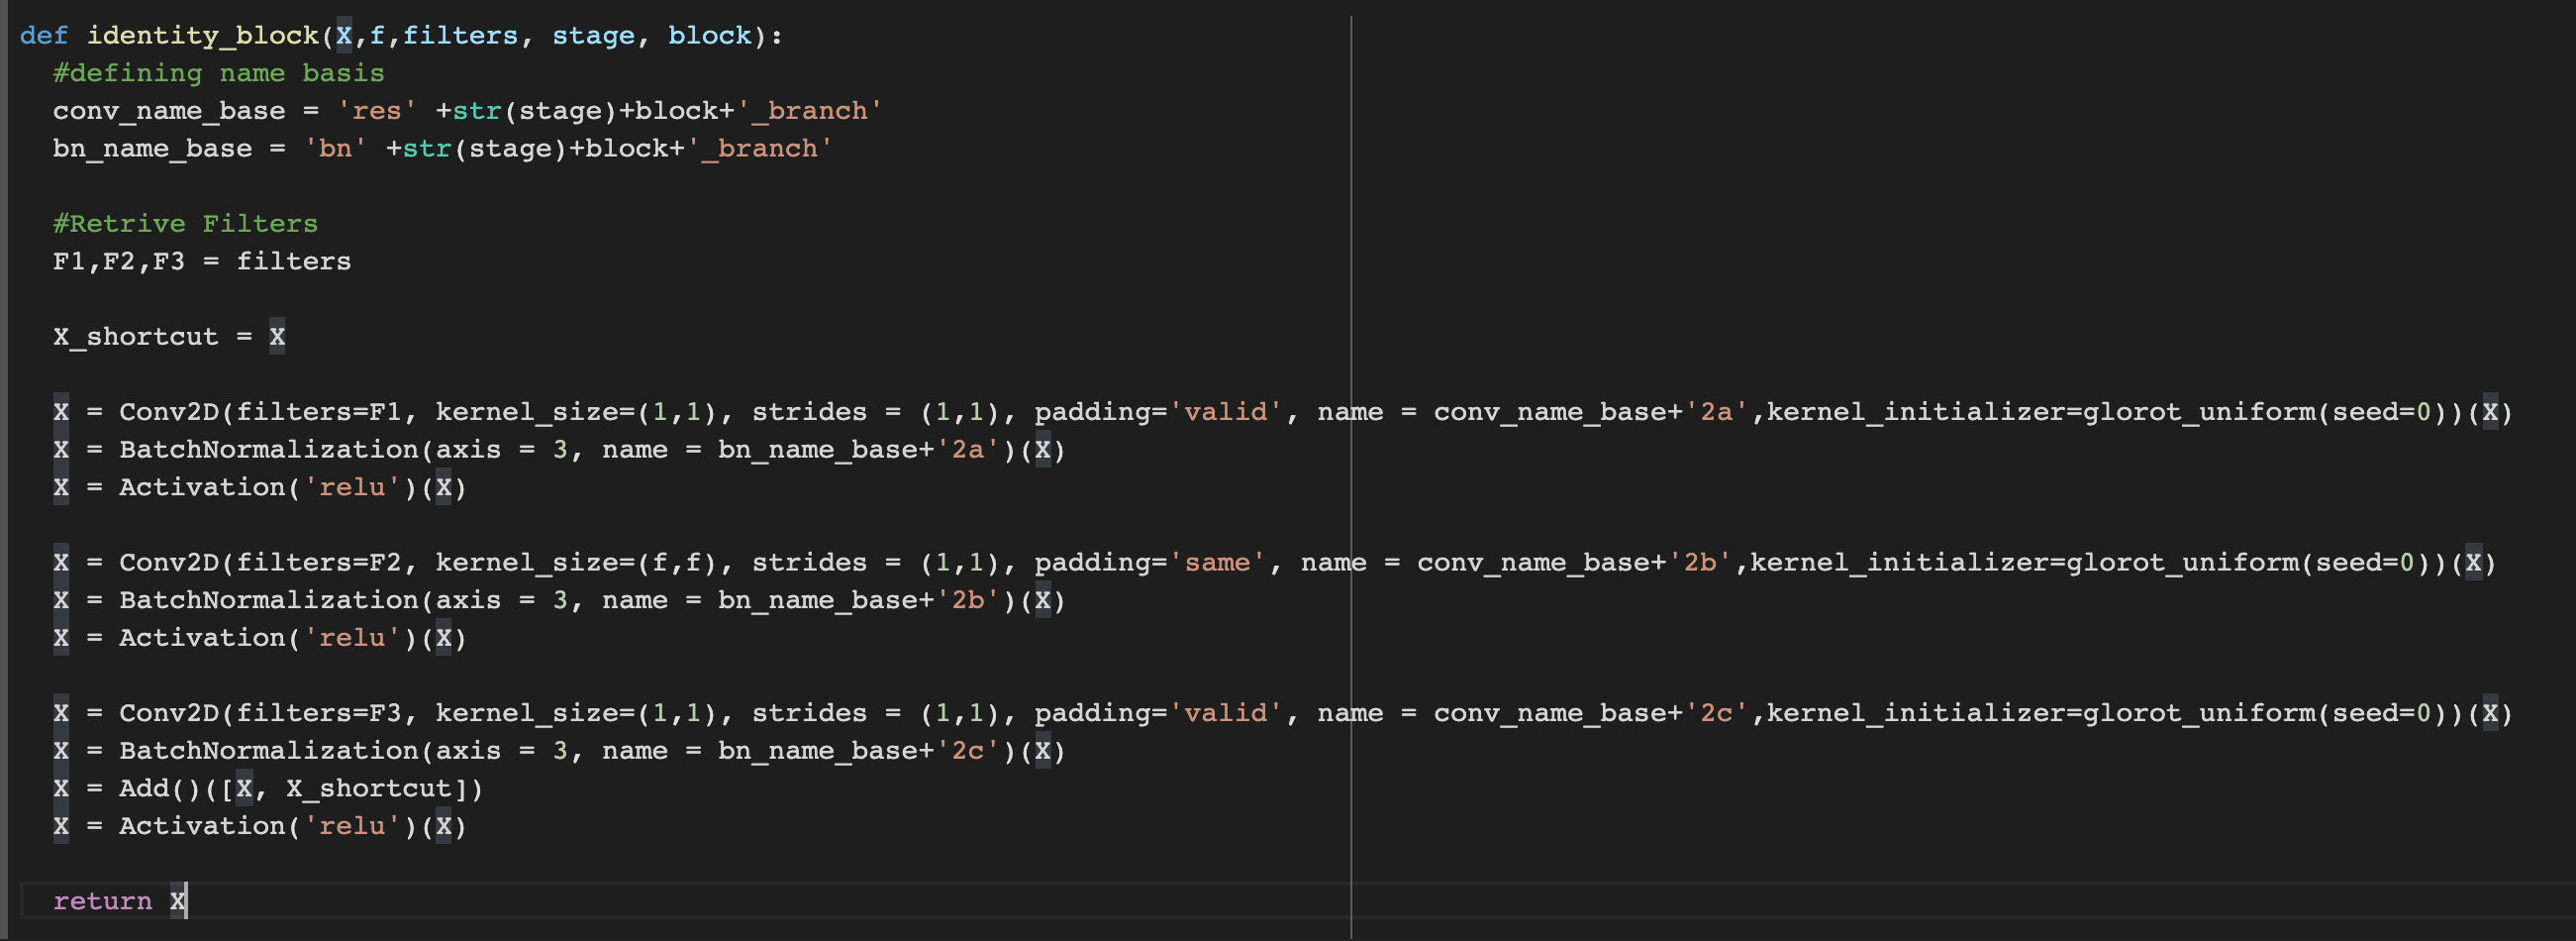 def identity_block(X,f,filters, stage, block):
  #defining name basis
  conv_name_base = 'res' +str(stage)+block+'_branch'
  bn_name_base = 'bn' +str(stage)+block+'_branch'
  #Retrive Filters
  F1,F2,F3 = filters
  X_shortcut = X
  X = Conv2D(filters=F1, kernel_size=(1,1), strides = (1,1), padding='valid', name = conv_name_base+'2a',kernel_initializer=glorot_uniform(seed=0))(X)
  X = BatchNormalization(axis = 3, name = bn_name_base+'2a')(X)
  X = Activation('relu')(X)
  X = Conv2D(filters=F2, kernel_size=(f,f), strides = (1,1), padding='same', name = conv_name_base+'2b',kernel_initializer=glorot_uniform(seed=0))(X)
  X = BatchNormalization(axis = 3, name = bn_name_base+'2b')(X)
  X = Activation('relu')(X)
  X = Conv2D(filters=F3, kernel_size=(1,1), strides = (1,1), padding='valid', name = conv_name_base+'2c',kernel_initializer=glorot_uniform(seed=0))(X)
  X = BatchNormalization(axis = 3, name = bn_name_base+'2c')(X)
  X = Add()([X, X_shortcut])
  X = Activation('relu')(X)
  return X